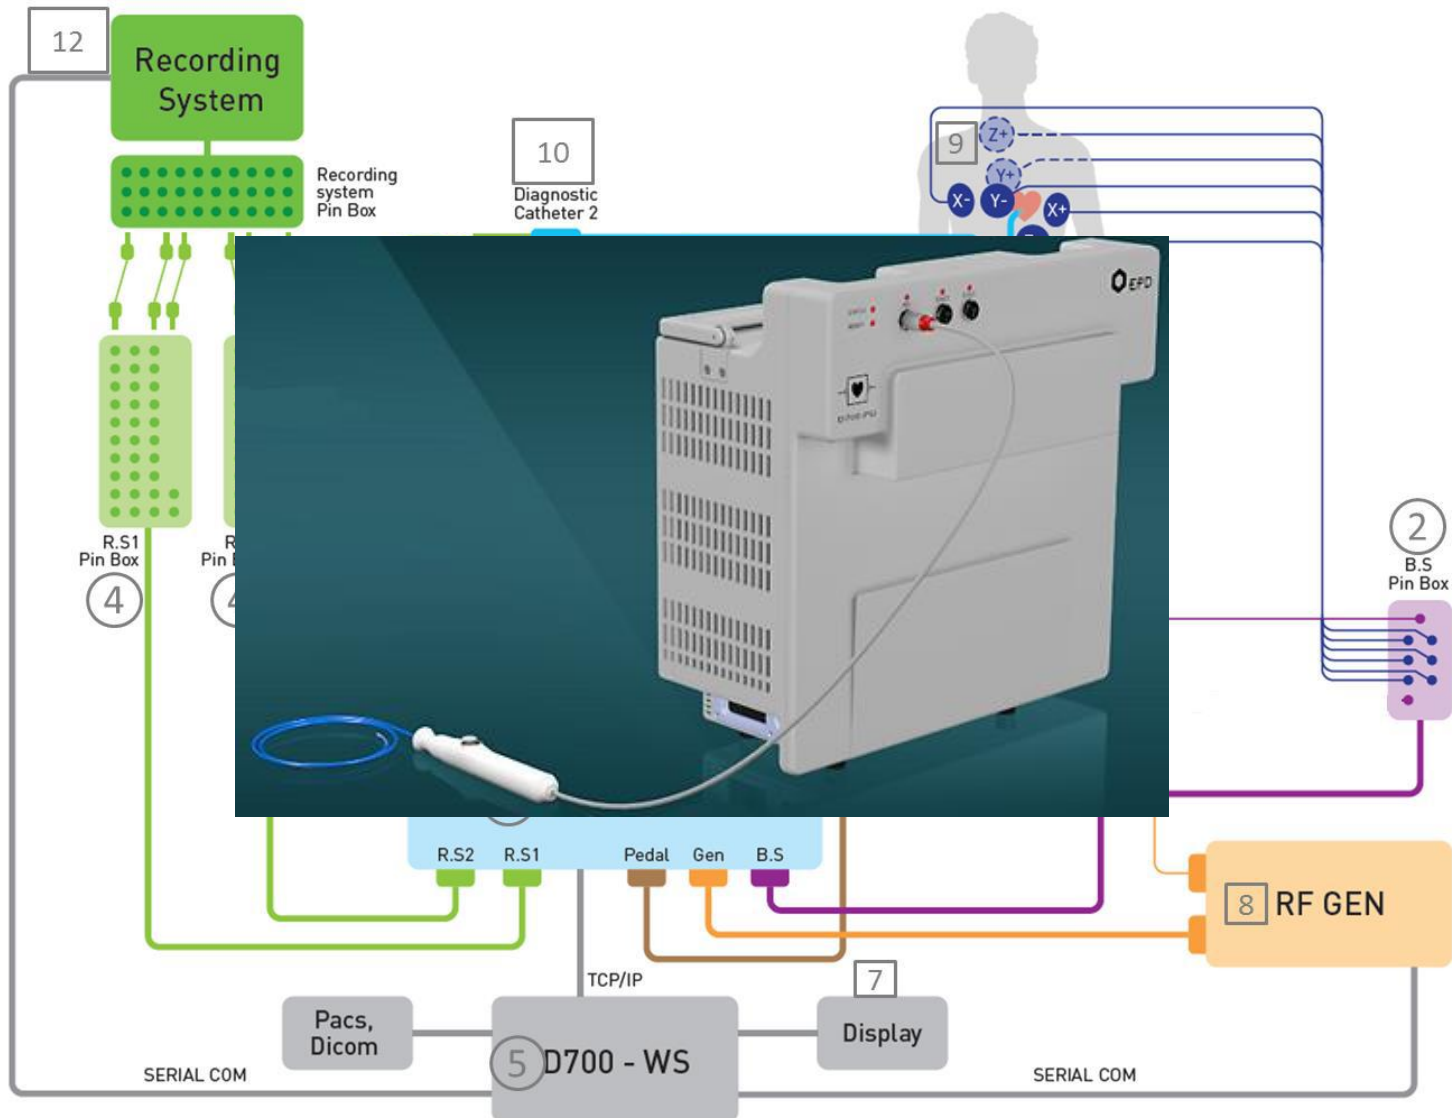 12
Recording
System
Recording
system
Pin Box
10
Diagnostic
Catheter 2
9
Z+
Y+
X-
Y-
X+
EPD
R.S1
Pin Box
4
2
B.S
Pin Box
R.S2
R.S1
Pedal
Gen
B.S
8
RF GEN
TCP/IP
7
Pacs,
Dicom
5
D700 - WS
Display
SERIAL COM
SERIAL COM